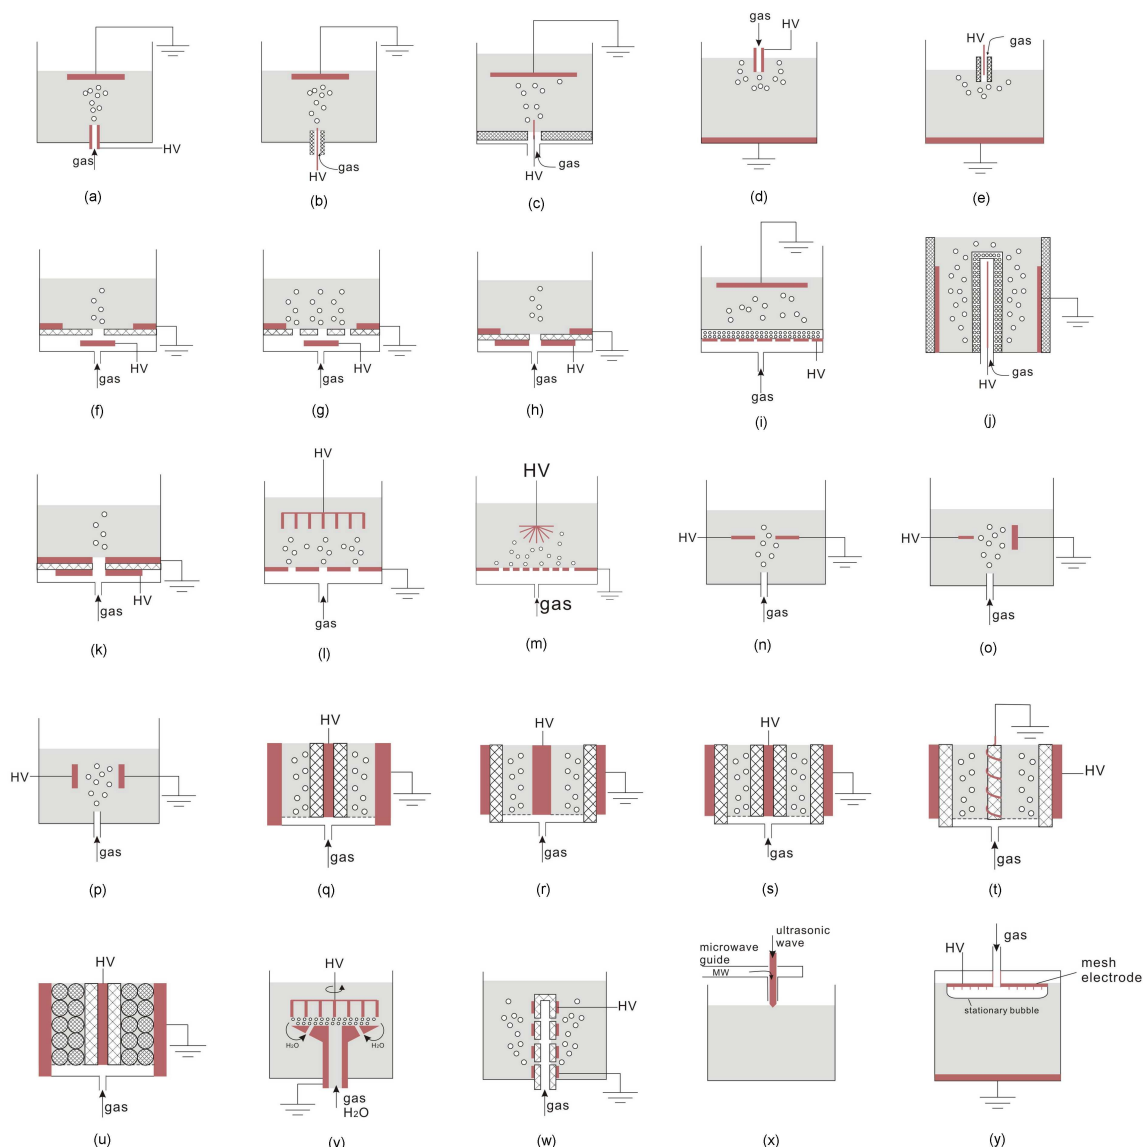 HV
gas
gas HV
HV
gas
gas HV
gas
gas
HV
HV
HV
(a)
(b)
(c)
(d)
(e)
HV
HV
HV
HV
gas
gas
gas
gas
gas
HV
(f)
(g)
(h)
(i)
(j)
HV
HV
HV
HV
HV
gas
gas
gas
gas
gas
(k)
(l)
(m)
(n)
(o)
HV
HV
HV
HV
HV
gas
gas
gas
gas
gas
(p)
(q)
(r)
(s)
(t)
HV
HV
ultrasonic
wave
microwave
guide
MW
gas
HV
mesh
electrode
stationary bubble
HV
H₂O
H₂O
gas
gas
H₂O
gas
(u)
(v)
(w)
(x)
(y)